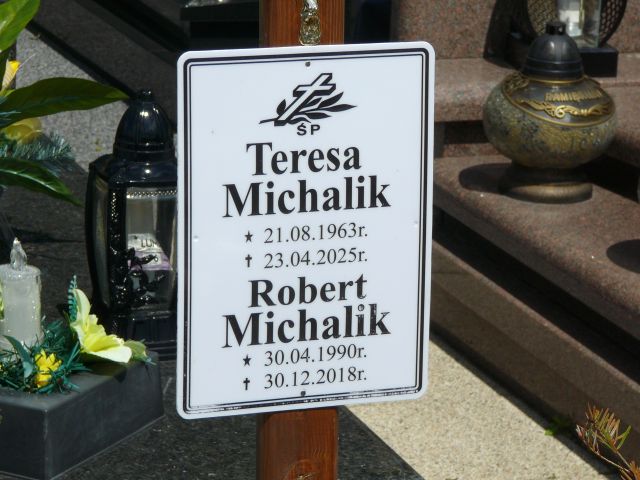 ŚP
Teresa
Michalik
★ 21.08.1963r.
✝ 23.04.2025r.
Robert
Michalik
★ 30.04.1990r.
✝ 30.12.2018r.